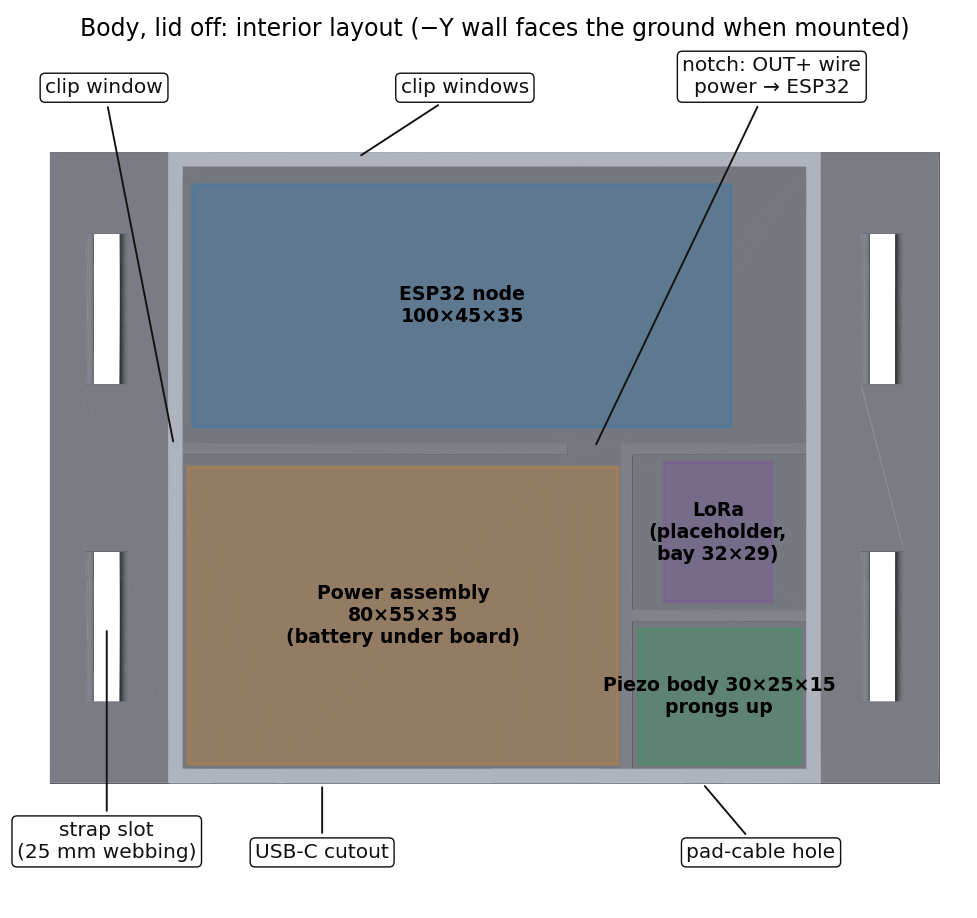 Body, lid off: interior layout (−Y wall faces the ground when mounted)
clip window
clip windows
notch: OUT+ wire
power → ESP32
ESP32 node
100×45×35
LoRa
(placeholder,
bay 32×29)
Power assembly
80×55×35
(battery under board)
Piezo body 30×25×15
prongs up
strap slot
(25 mm webbing)
USB-C cutout
pad-cable hole